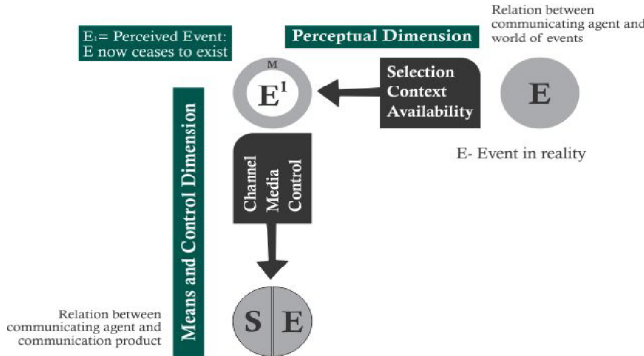 E₁= Perceived Event:
E now ceases to exist
Perceptual Dimension
Relation between
communicating agent and
world of events
M
E¹
Selection
Context
Availability
E
E- Event in reality
Means and Control Dimension
Channel
Media
Control
Relation between
communicating agent and
communication product
S E